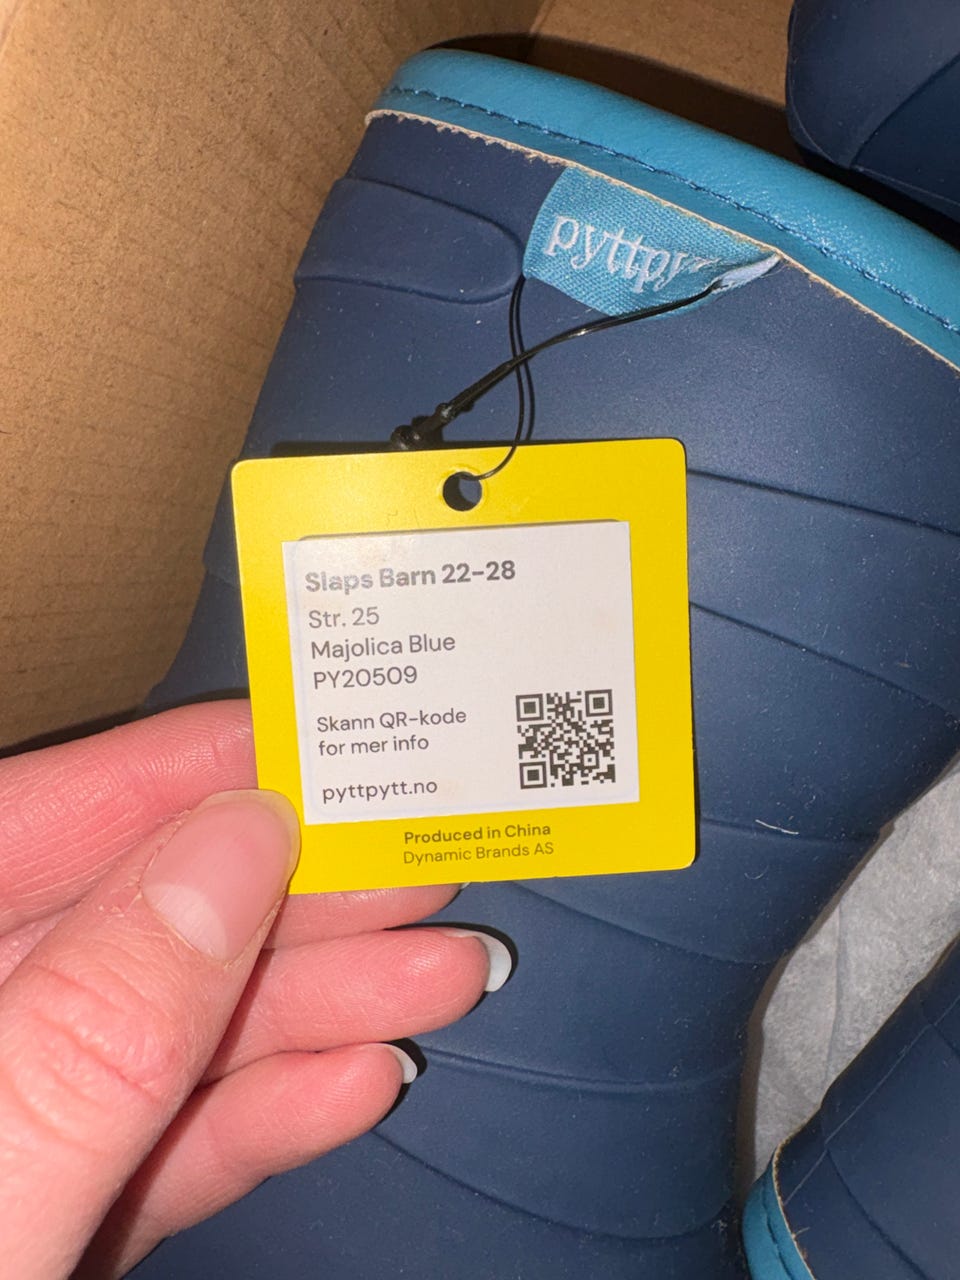 pyttpy
Slaps Barn 22-28
Str. 25
Majolica Blue
PY20509
Skann QR-kode
for mer info
pyttpytt.no
Produced in China
Dynamic Brands AS